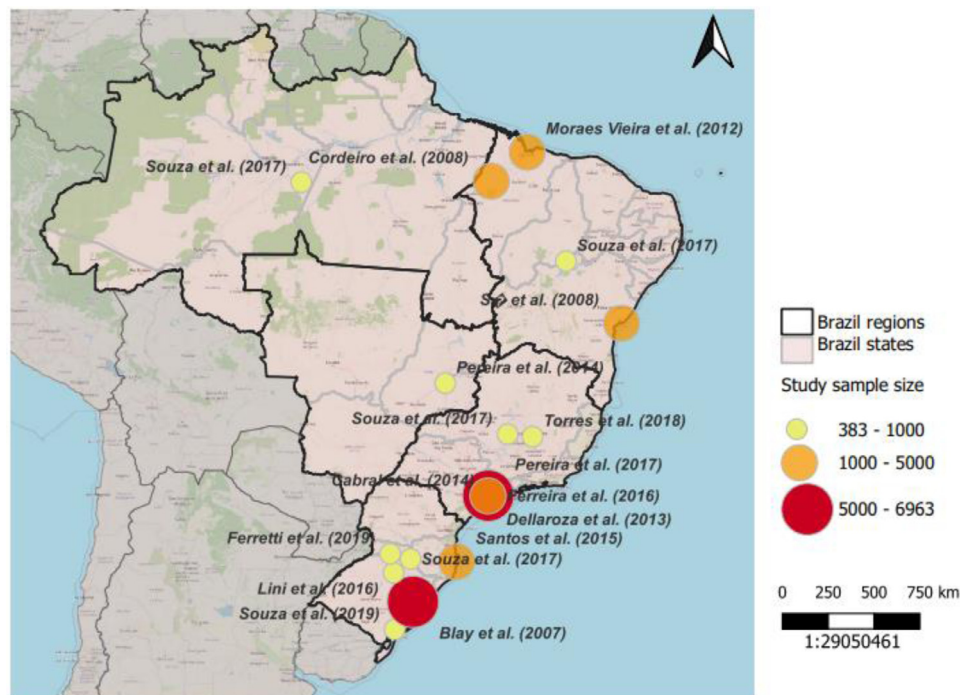 Moraes Vieira et al. (2012)
Cordeiro et al. (2008)
Souza et al. (2017)
Souza et al. (2017)
et al. (2008)
Pereira et al. (2014)
Souza et al. (2017)
Torres et al. (2018)
Pereira et al. (2017)
Cabral et al. (2014)
Ferreira et al. (2016)
Dellaroza et al. (2013)
Ferretti et al. (2019
Santos et al. (2015)
Souza et al. (2017)
Lini et al. (2016)
Souza et al. (2019)
Blay et al. (2007)
Brazil regions
Brazil states
Study sample size
383 - 1000
1000 - 5000
5000 - 6963
0 250 500 750 km
1:29050461